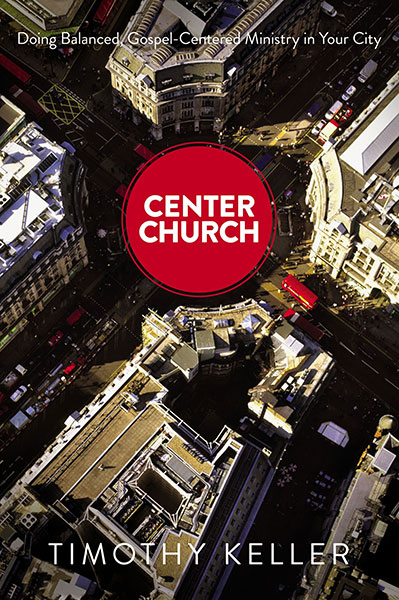 Doing Balanced, Gospel-Centered Ministry in Your City
CENTER
CHURCH
TIMOTHY KELLER